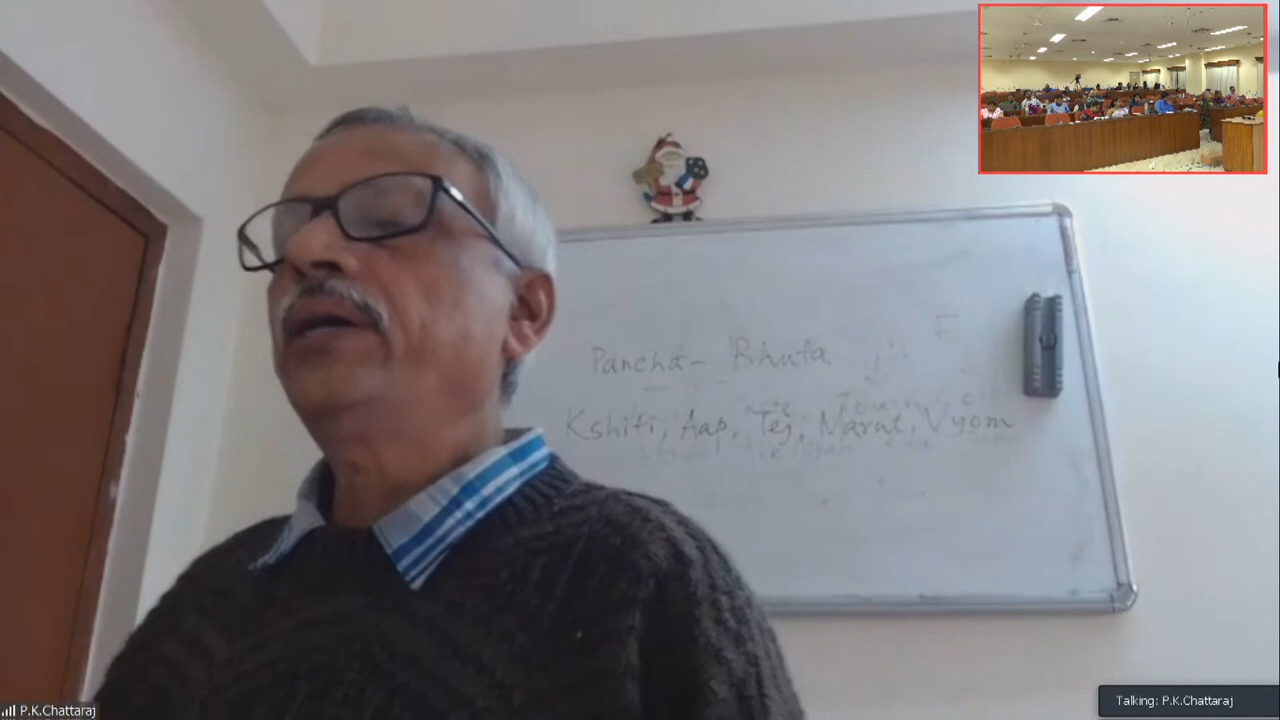 Pancha- Bhuta
Kshiti, Aap, Tej, Marut, Vyom
P.K.Chattaraj
Talking: P.K.Chattaraj